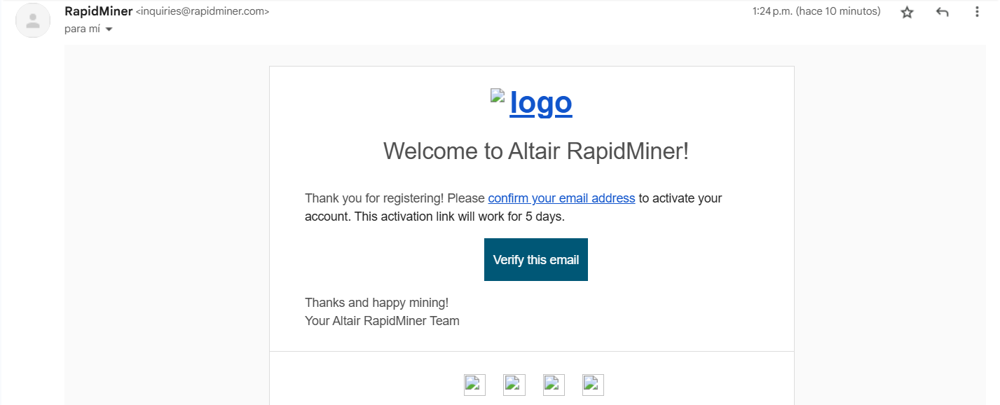 RapidMiner <inquiries@rapidminer.com>
1:24 p.m. (hace 10 minutos)
para mí
logo
Welcome to Altair RapidMiner!
Thank you for registering! Please confirm your email address to activate your
account. This activation link will work for 5 days.
Verify this email
Thanks and happy mining!
Your Altair RapidMiner Team